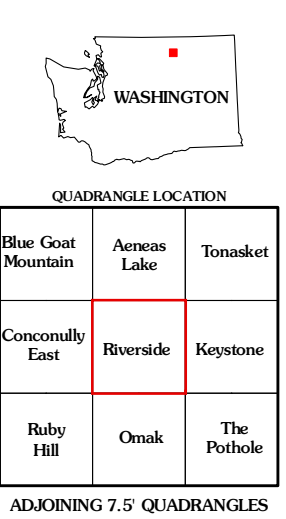 WASHINGTON
QUADRANGLE LOCATION
Blue Goat
Mountain
Aeneas
Lake
Tonasket
Conconully
East
Riverside
Keystone
Ruby
Hill
Omak
The
Pothole
ADJOINING 7.5' QUADRANGLES